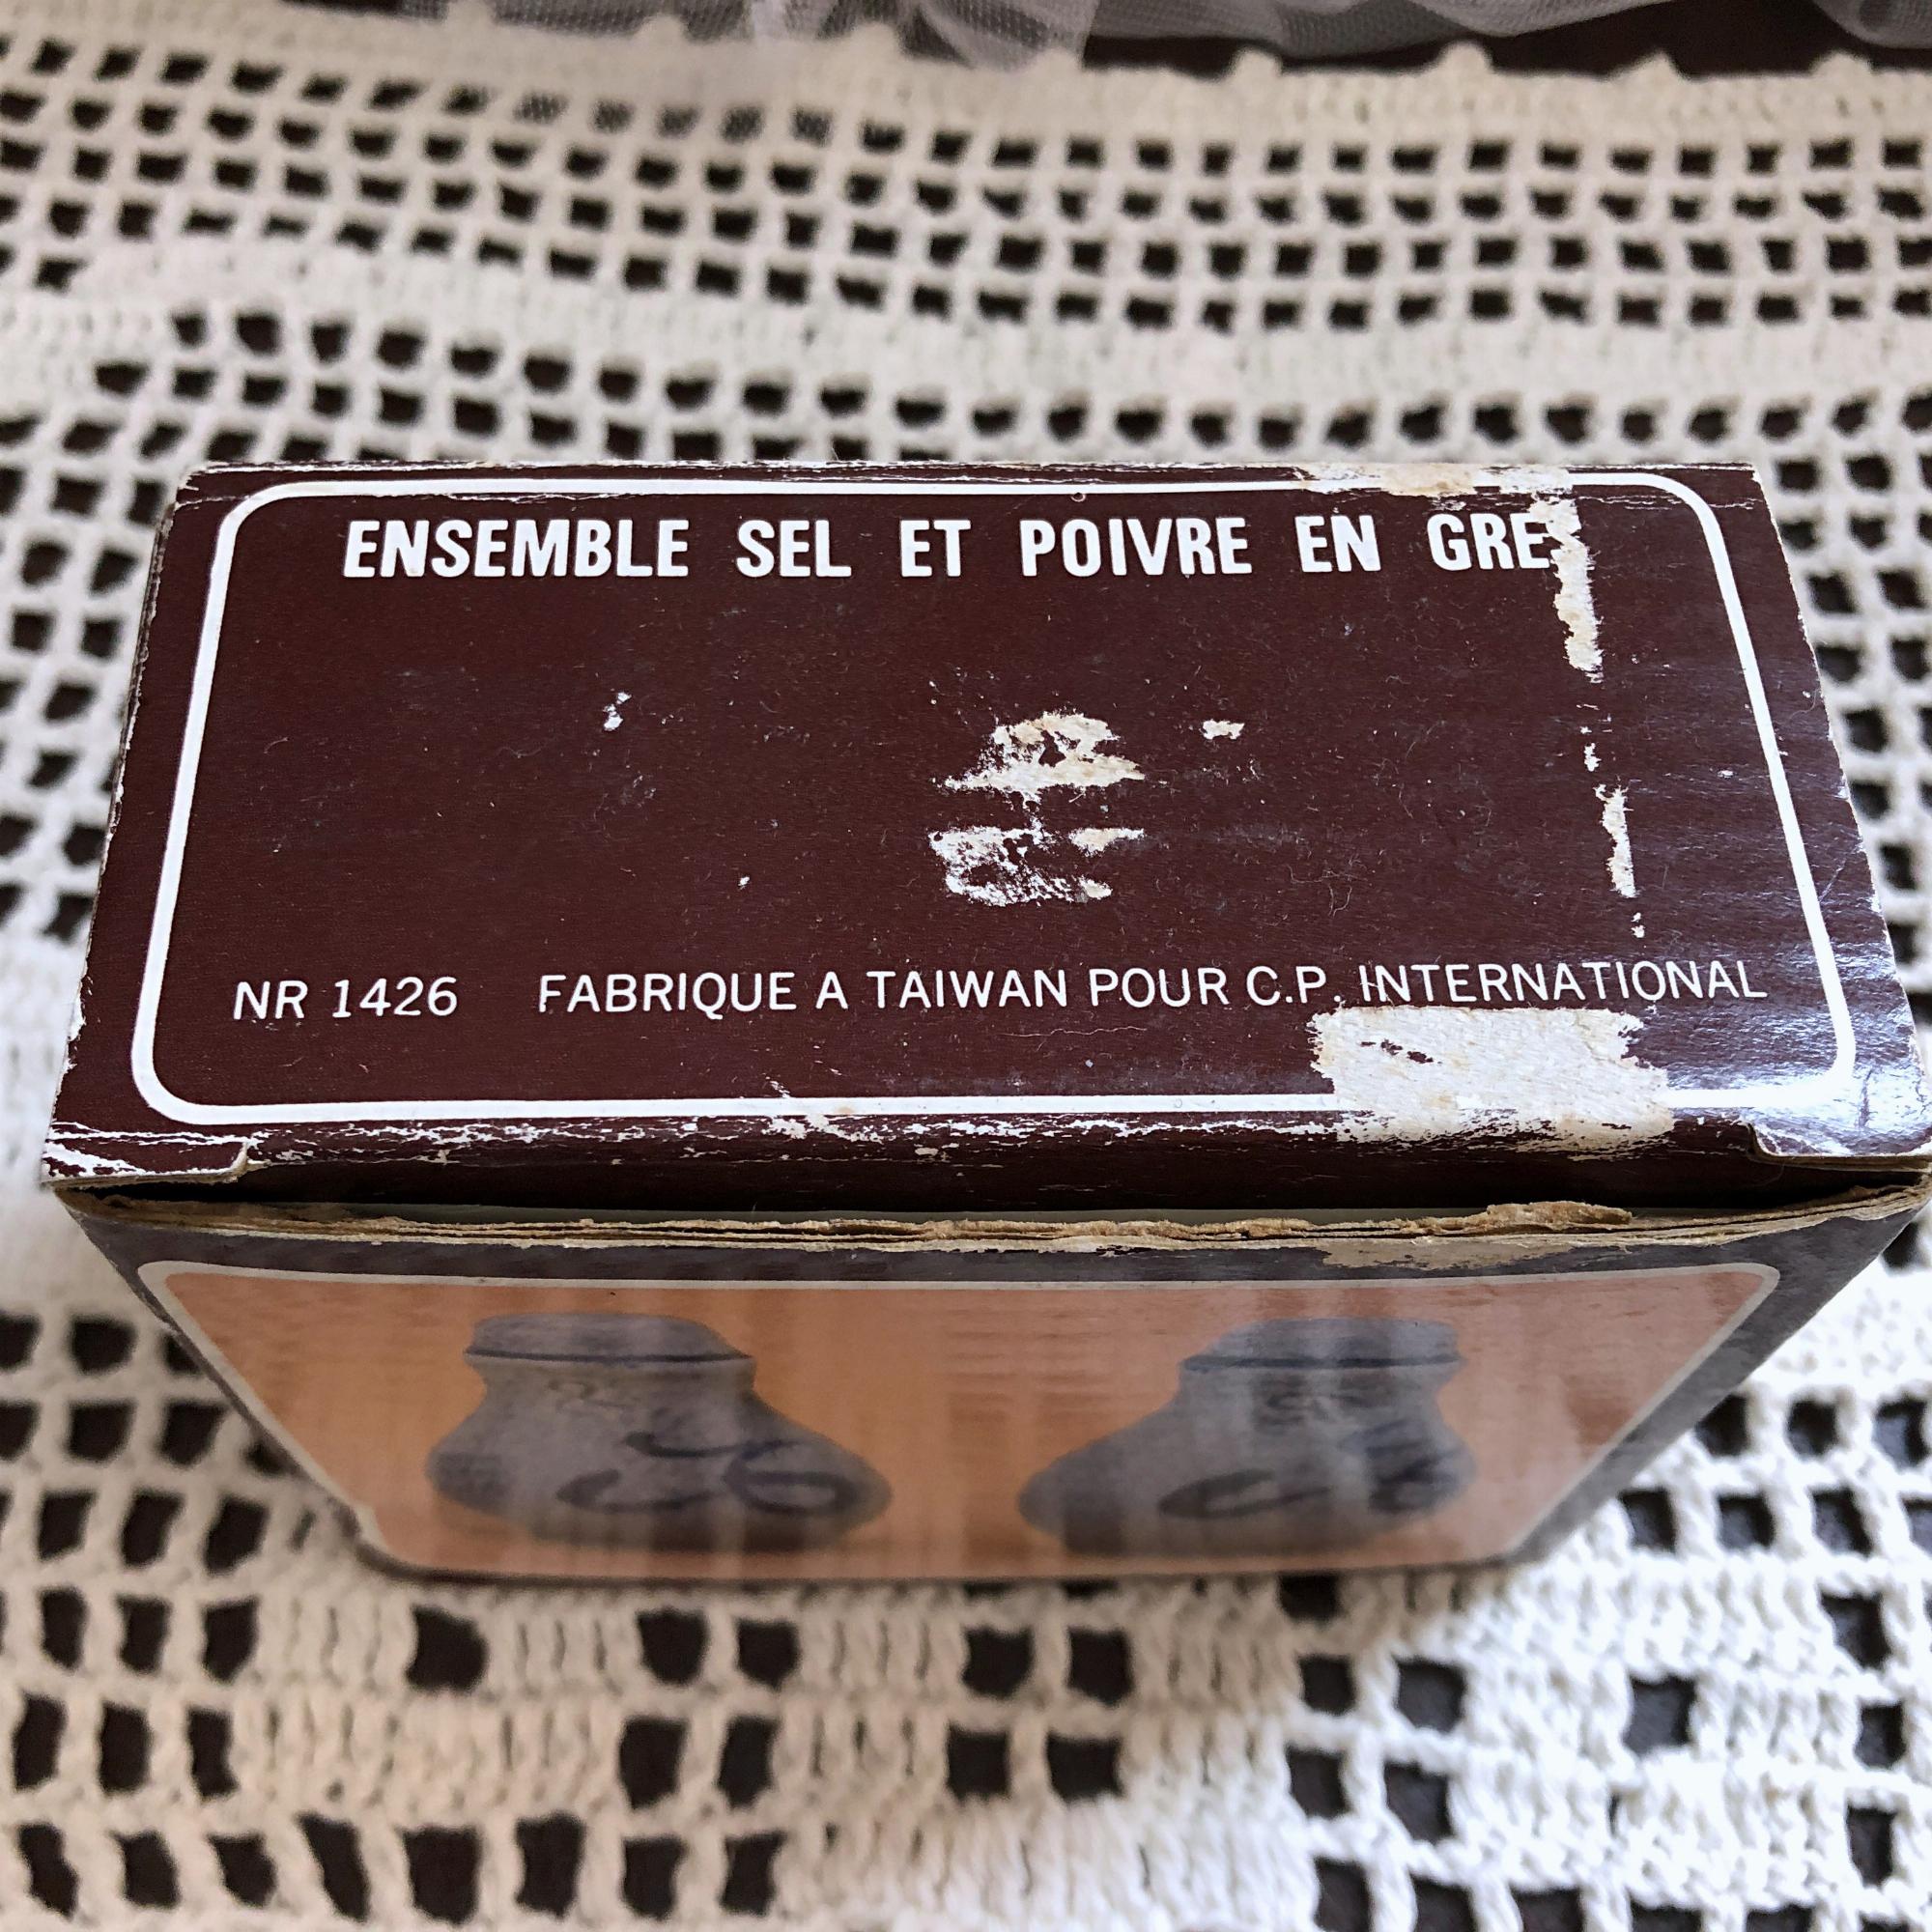 ENSEMBLE SEL ET POIVRE EN GRES
NR 1426 FABRIQUE A TAIWAN POUR C.P. INTERNATIONAL